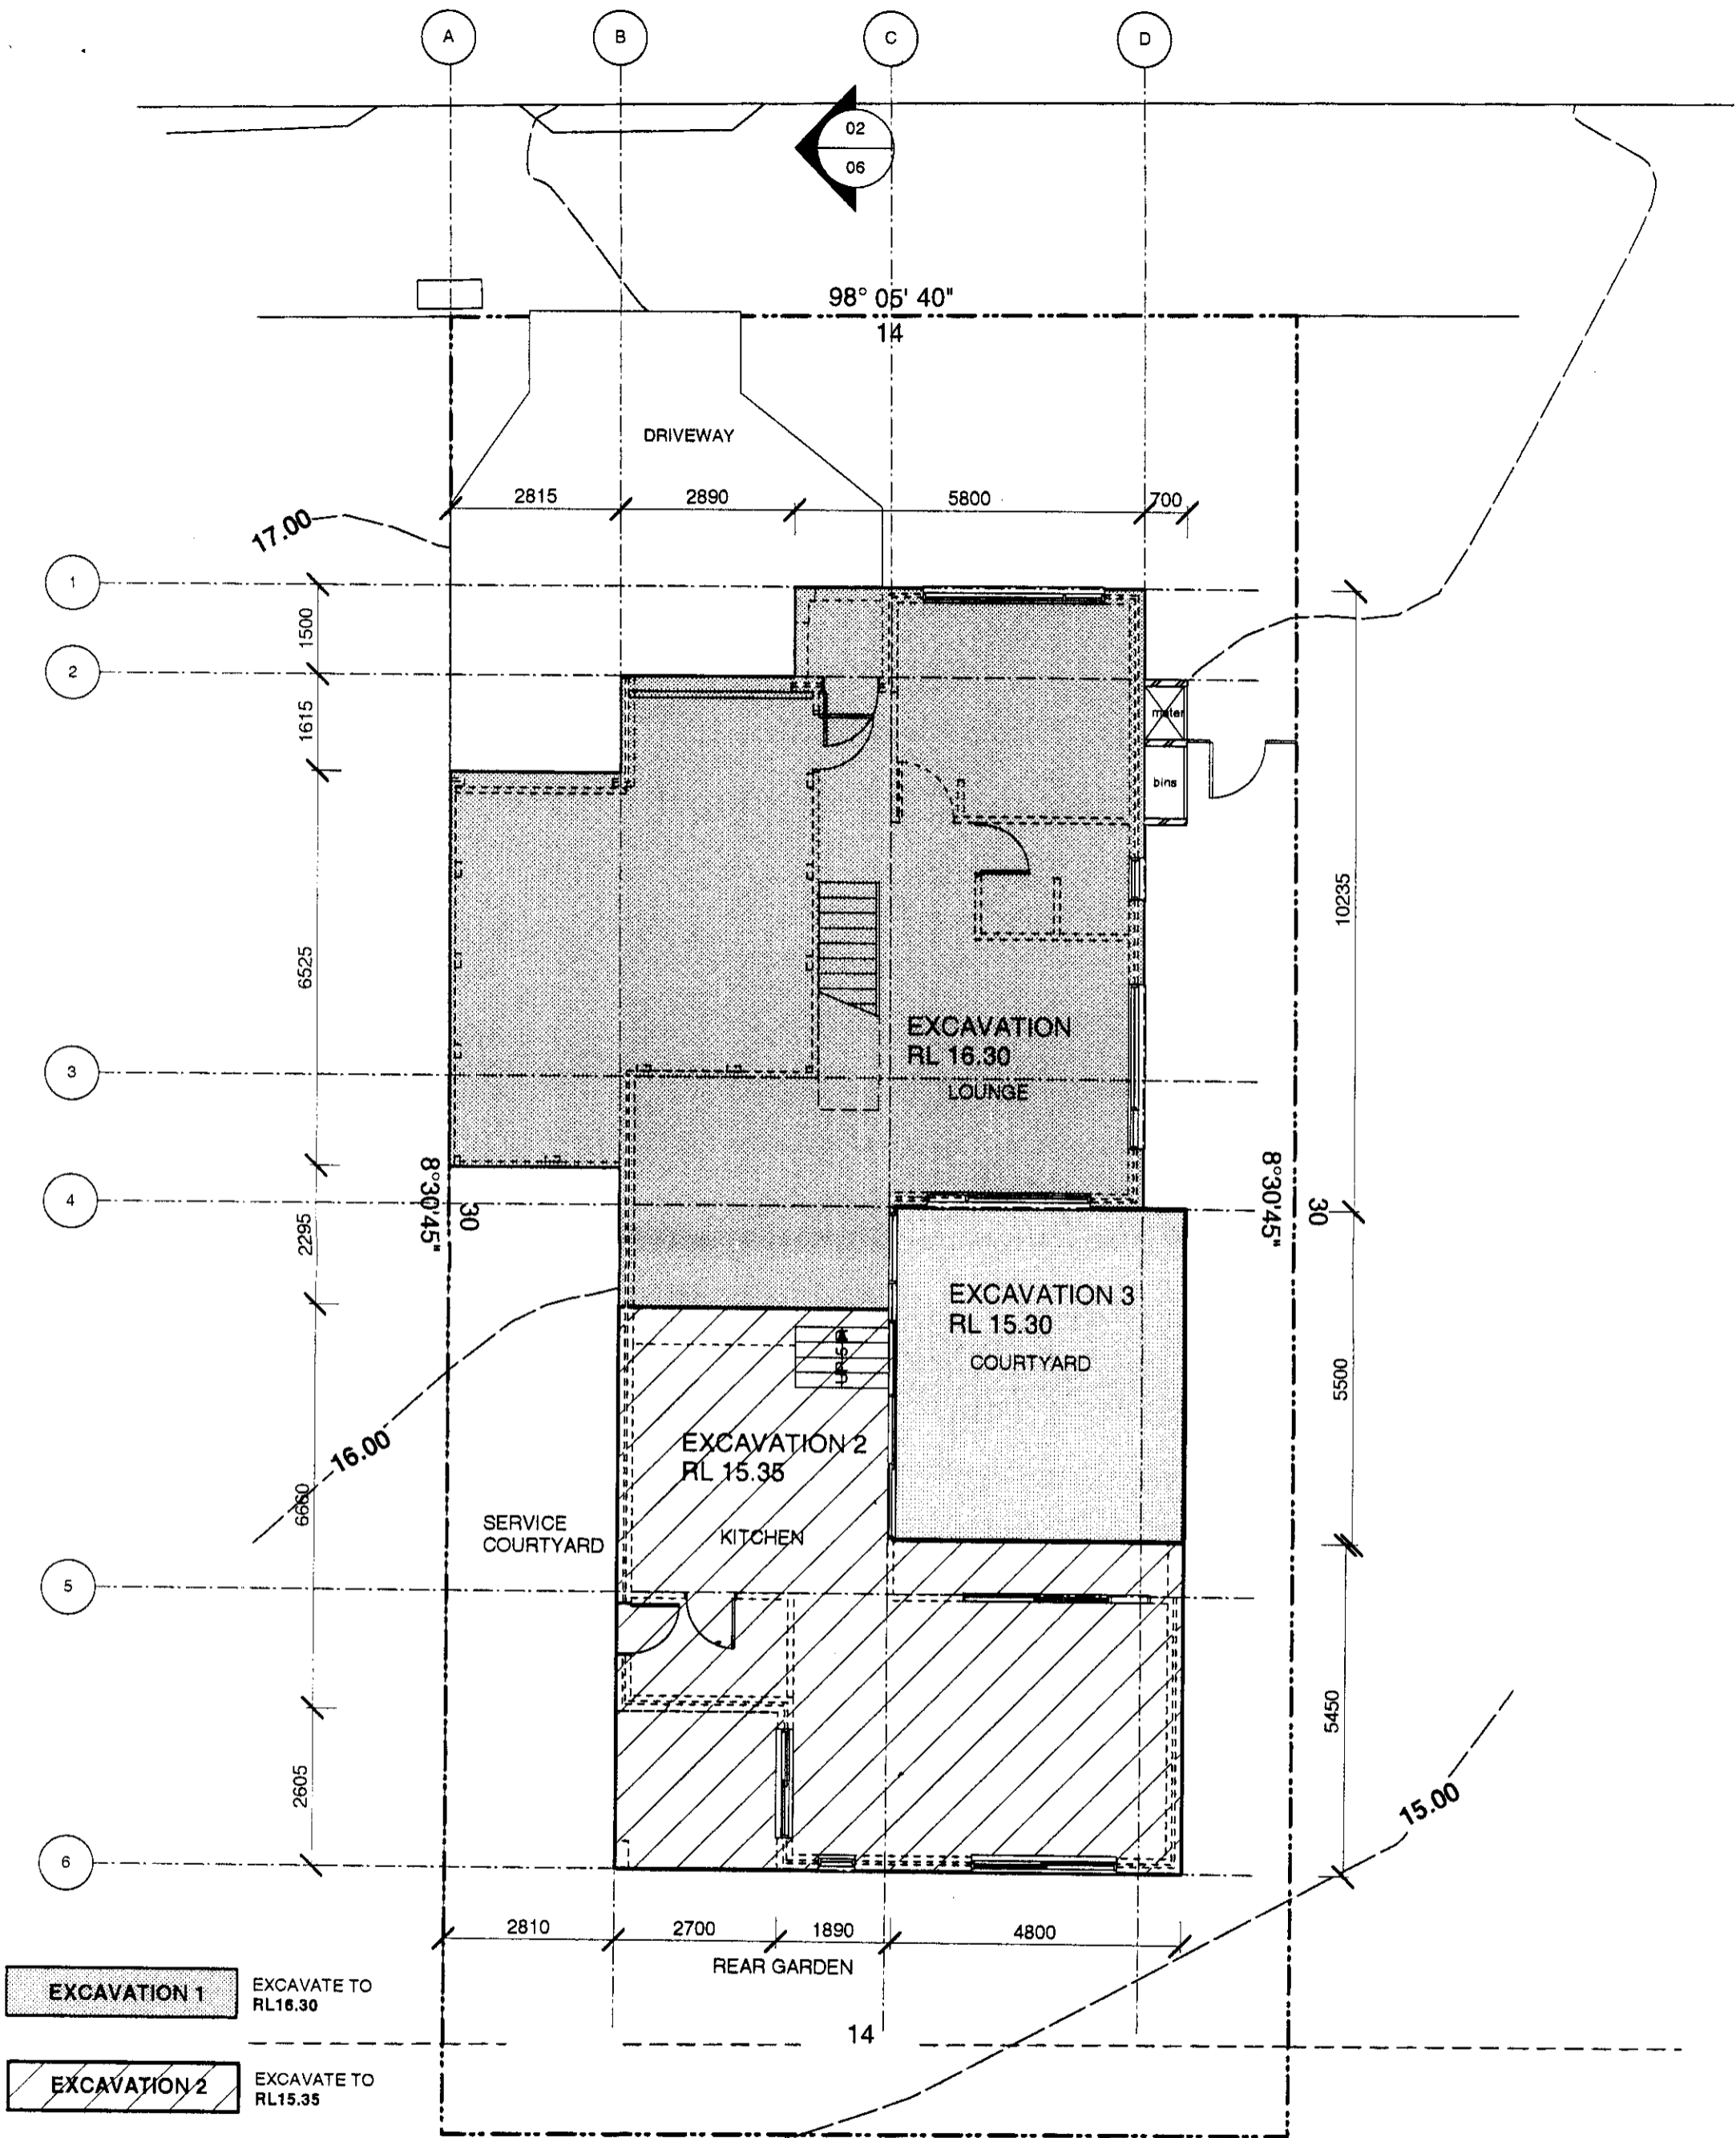 A
B
C
D
02
06
98° 05' 40"
14
DRIVEWAY
2815
2890
5800
700
17.00
1
1500
2
1615
meter
bins
6525
10235
EXCAVATION
RL 16.30
LOUNGE
3
8°30'45"
30
8°30'45"
30
4
2295
EXCAVATION 3
RL 15.30
COURTYARD
UP 5 R
5500
16.00
EXCAVATION 2
RL 15.35
6660
SERVICE
COURTYARD
KITCHEN
5
5450
2605
15.00
6
2810
2700
1890
4800
REAR GARDEN
EXCAVATION 1
EXCAVATE TO
RL16.30
14
EXCAVATION 2
EXCAVATE TO
RL15.35